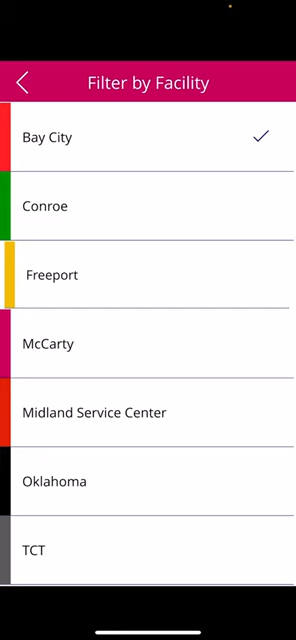 Filter by Facility
Bay City
Conroe
Freeport
McCarty
Midland Service Center
Oklahoma
TCT